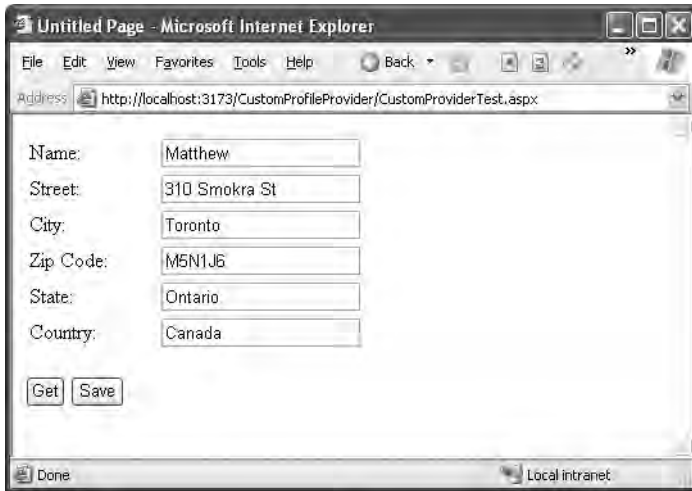 Untitled Page - Microsoft Internet Explorer
File Edit View Favorites Tools Help Back »
Address http://localhost:3173/CustomProfileProvider/CustomProviderTest.aspx
Name: Matthew
Street: 310 Smokra St
City: Toronto
Zip Code: M5N1J6
State: Ontario
Country: Canada
Get Save
Done Local intranet